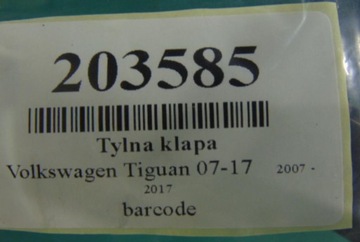 203585
Tylna klapa
Volkswagen Tiguan 07-17 2007 -
2017
barcode